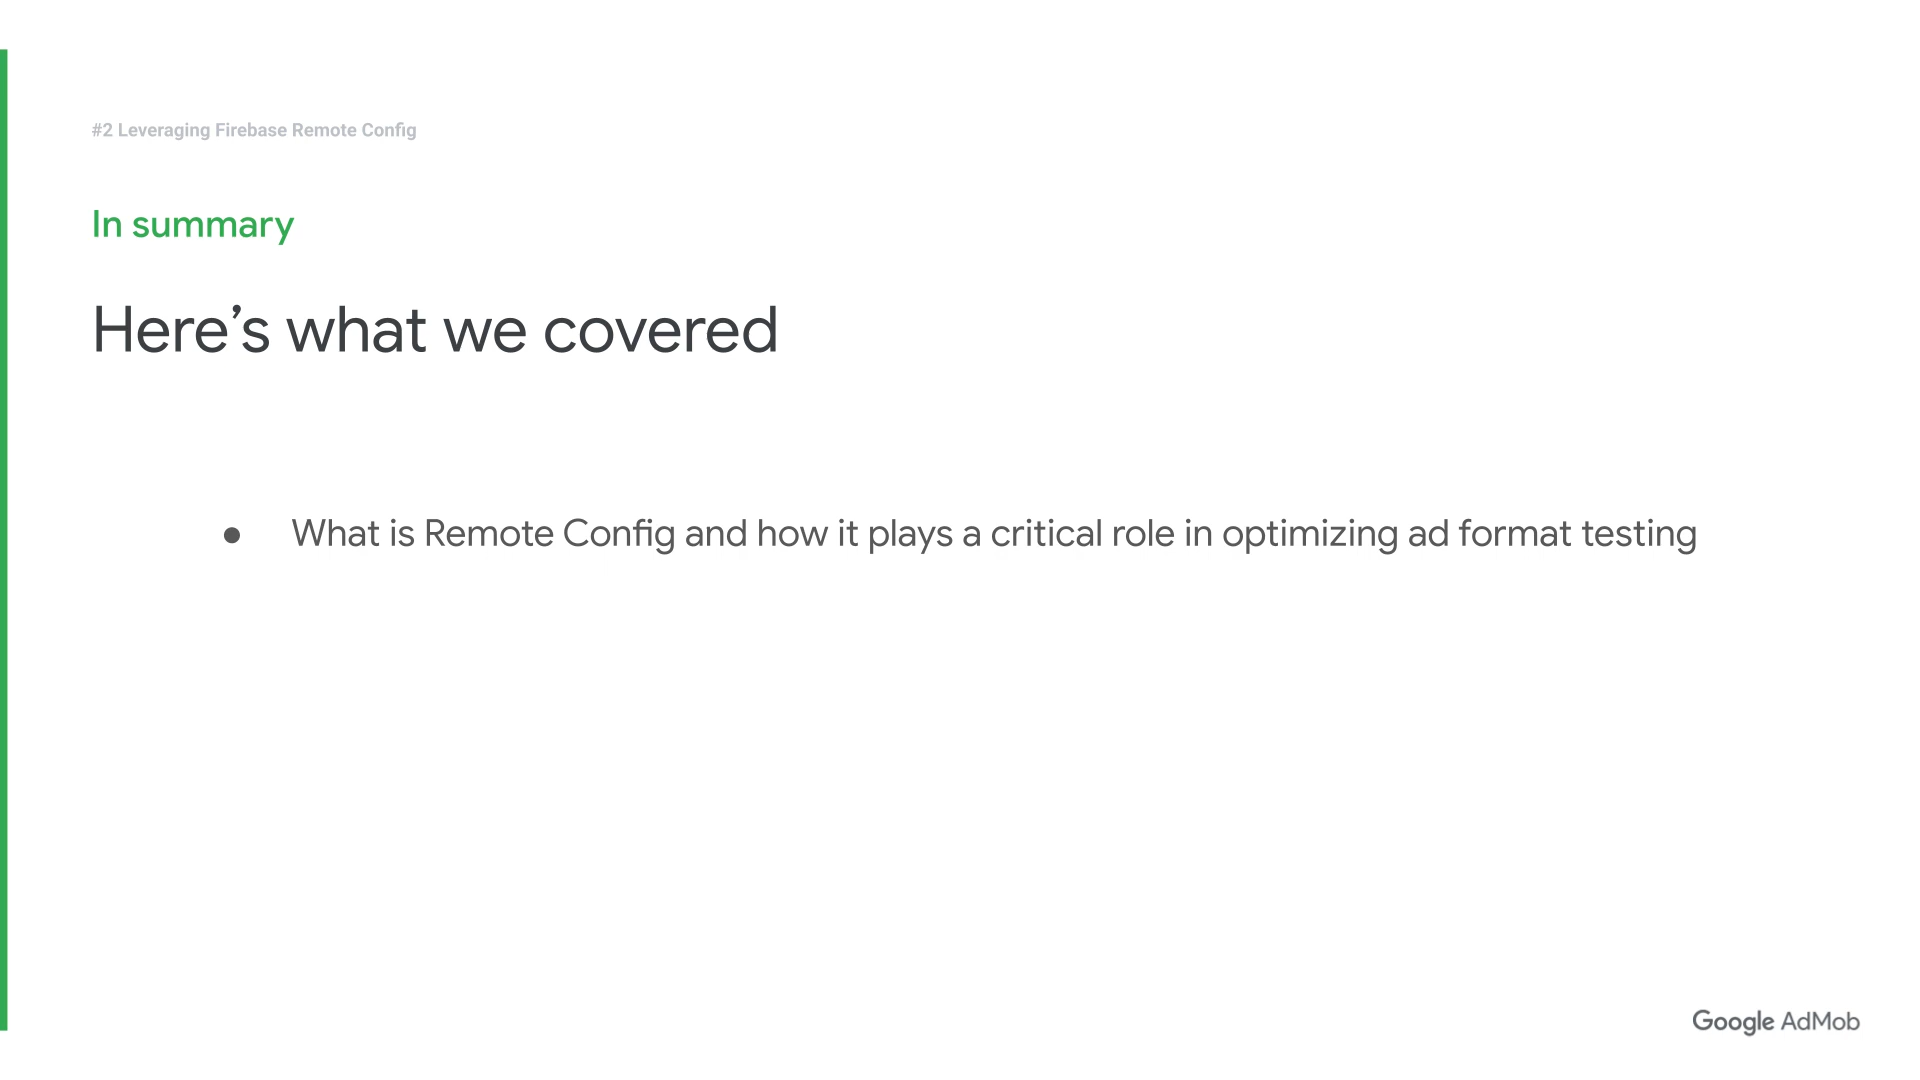 #2 Leveraging Firebase Remote Config
In summary
Here’s what we covered
● What is Remote Config and how it plays a critical role in optimizing ad format testing
Google AdMob